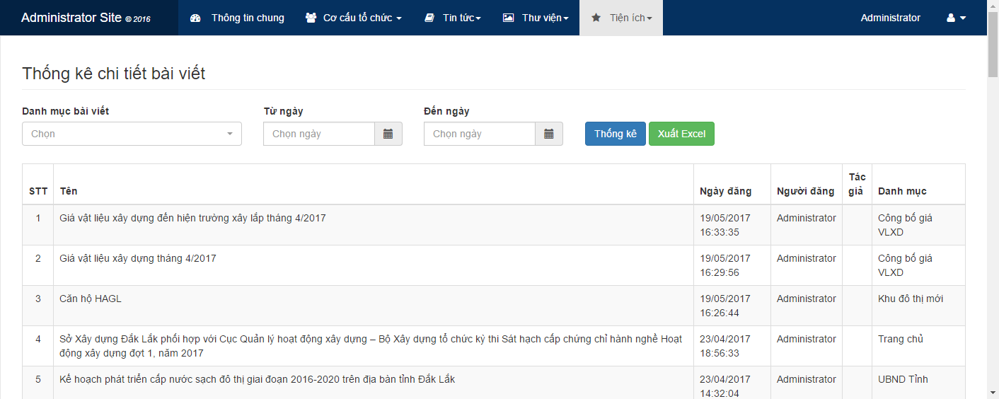 Administrator Site © 2016 Thông tin chung Cơ cấu tổ chức Tin tức Thư viện Tiện ích Administrator
Thống kê chi tiết bài viết
Danh mục bài viết Từ ngày Đến ngày
Chọn Chọn ngày Chọn ngày Thống kê Xuất Excel
STT Tên Ngày đăng Người đăng Tác giả Danh mục
1 Giá vật liệu xây dựng đến hiện trường xây lắp tháng 4/2017 19/05/2017 Administrator Công bố giá
16:33:35 VLXD
2 Giá vật liệu xây dựng tháng 4/2017 19/05/2017 Administrator Công bố giá
16:29:56 VLXD
3 Căn hộ HAGL 19/05/2017 Administrator Khu đô thị mới
16:26:44
4 Sở Xây dựng Đắk Lắk phối hợp với Cục Quản lý hoạt động xây dựng – Bộ Xây dựng tổ chức kỳ thi Sát hạch cấp chứng chỉ hành nghề Hoạt 23/04/2017 Administrator Trang chủ
động xây dựng đợt 1, năm 2017 18:56:33
5 Kế hoạch phát triển cấp nước sạch đô thị giai đoạn 2016-2020 trên địa bàn tỉnh Đắk Lắk 23/04/2017 Administrator UBND Tỉnh
14:32:04